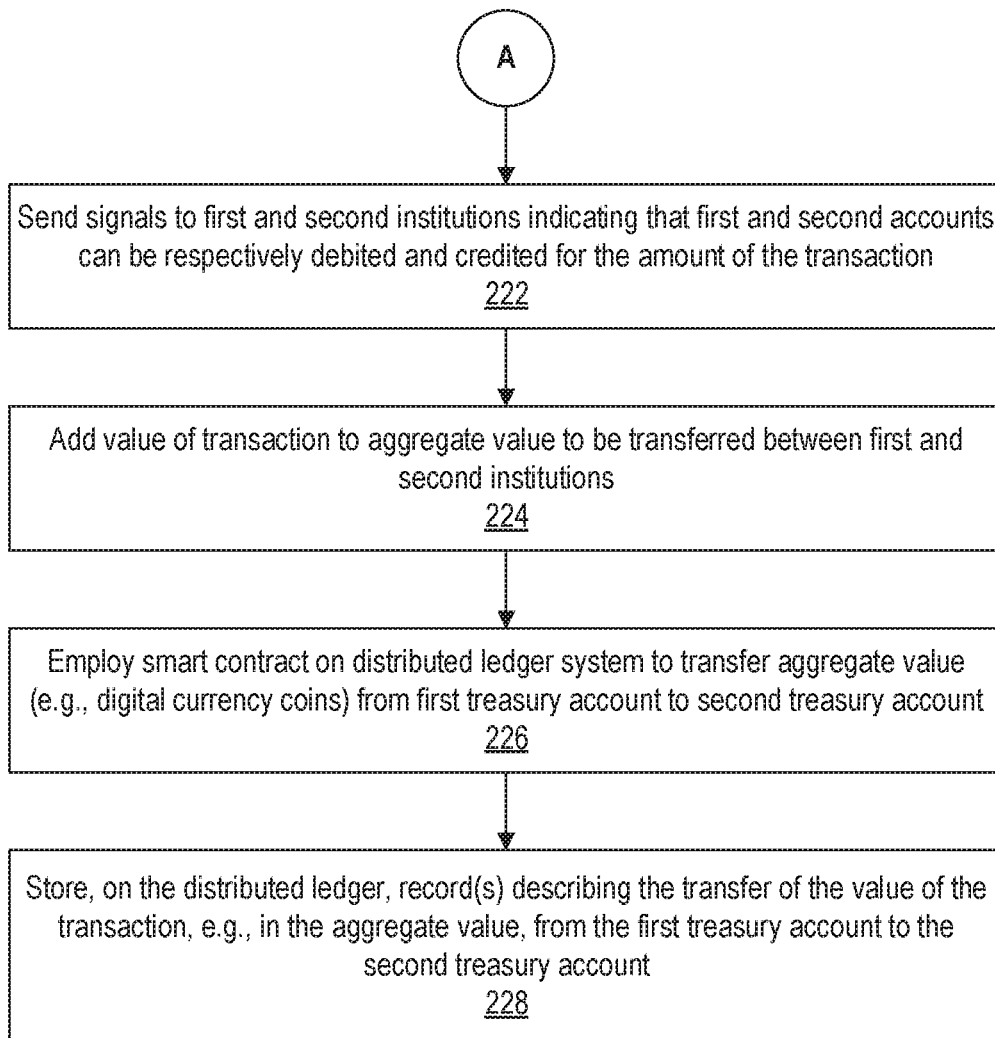 A
Send signals to first and second institutions indicating that first and second accounts
can be respectively debited and credited for the amount of the transaction
222
Add value of transaction to aggregate value to be transferred between first and
second institutions
224
Employ smart contract on distributed ledger system to transfer aggregate value
(e.g., digital currency coins) from first treasury account to second treasury account
226
Store, on the distributed ledger, record(s) describing the transfer of the value of the
transaction, e.g., in the aggregate value, from the first treasury account to the
second treasury account
228